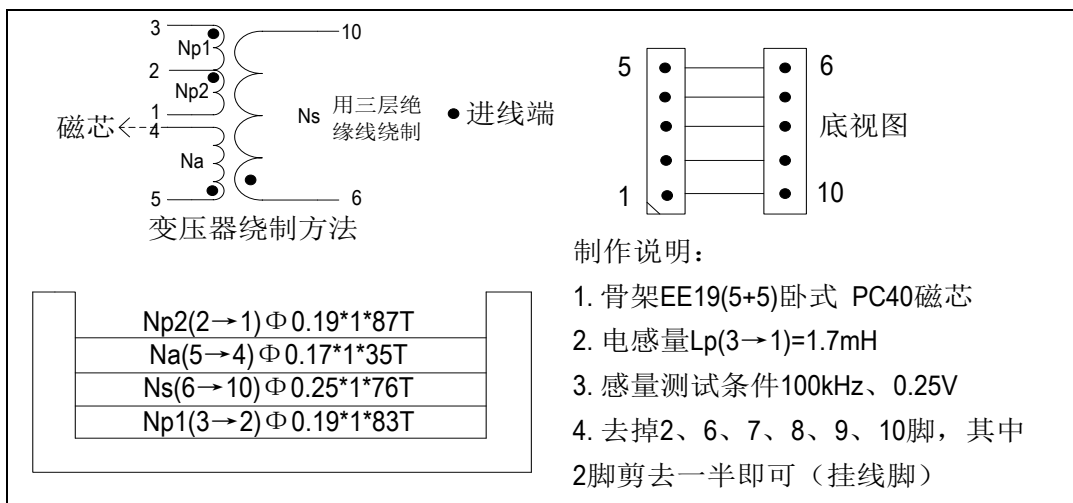 3
Np1
2
Np2
1
磁芯
4
Na
5
10
Ns
用三层绝
缘线绕制
6
●进线端
变压器绕制方法
5
6
底视图
1
10
Np2(2→1)Φ0.19*1*87T
Na(5→4)Φ0.17*1*35T
Ns(6→10)Φ0.25*1*76T
Np1(3→2)Φ0.19*1*83T
制作说明：
1. 骨架EE19(5+5)卧式 PC40磁芯
2. 电感量Lp(3→1)=1.7mH
3. 感量测试条件100kHz、0.25V
4. 去掉2、6、7、8、9、10脚，其中
2脚剪去一半即可（挂线脚）